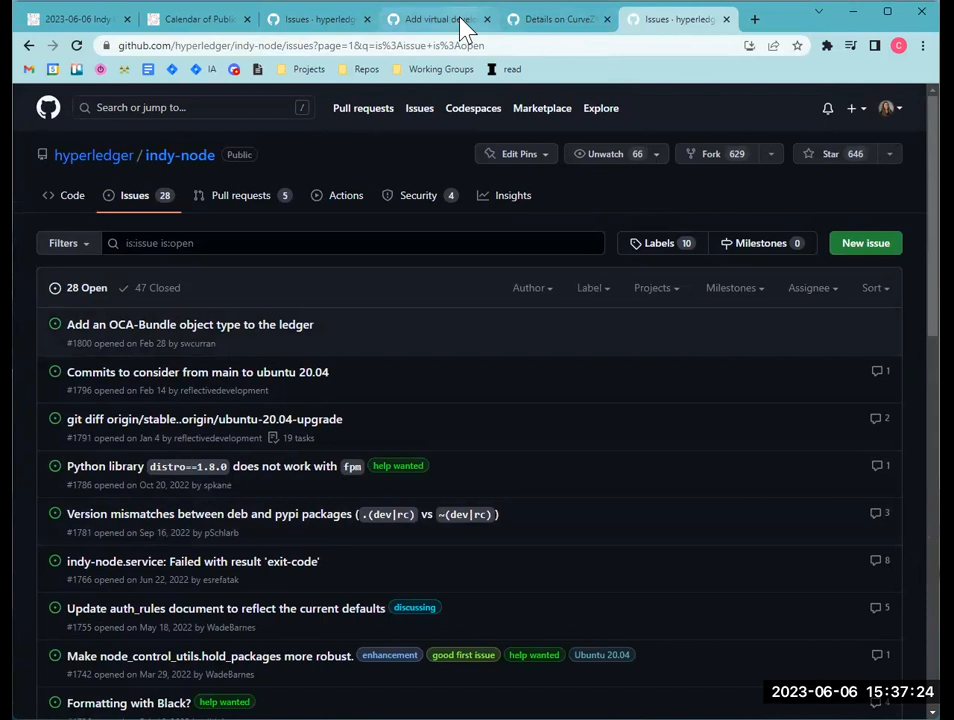 2023-06-06 Indy
Calendar of Public
Issues · hyperledg
Add virtual develo
Details on CurveZ
Issues · hyperledg
github.com/hyperledger/indy-node/issues?page=1&q=is%3Aissue+is%3Aopen
C
IA
Projects
Repos
Working Groups
read
Search or jump to...
/
Pull requests
Issues
Codespaces
Marketplace
Explore
hyperledger / indy-node
Public
Edit Pins
Unwatch 66
Fork 629
Star 646
Code
Issues 28
Pull requests 5
Actions
Security 4
Insights
Filters
is:issue is:open
Labels 10
Milestones 0
New issue
28 Open
47 Closed
Author
Label
Projects
Milestones
Assignee
Sort
Add an OCA-Bundle object type to the ledger
#1800 opened on Feb 28 by swcurran
Commits to consider from main to ubuntu 20.04
1
#1796 opened on Feb 14 by reflectivedevelopment
git diff origin/stable..origin/ubuntu-20.04-upgrade
2
#1791 opened on Jan 4 by reflectivedevelopment 19 tasks
Python library distro==1.8.0 does not work with fpm help wanted
1
#1786 opened on Oct 20, 2022 by spkane
Version mismatches between deb and pypi packages (.(dev|rc) vs ~(dev|rc))
3
#1781 opened on Sep 16, 2022 by pSchlarb
indy-node.service: Failed with result 'exit-code'
8
#1766 opened on Jun 22, 2022 by esrefatak
Update auth_rules document to reflect the current defaults discussing
5
#1755 opened on May 18, 2022 by WadeBarnes
Make node_control_utils.hold_packages more robust. enhancement good first issue help wanted Ubuntu 20.04
1
#1742 opened on Mar 29, 2022 by WadeBarnes
Formatting with Black? help wanted
2023-06-06 15:37:24